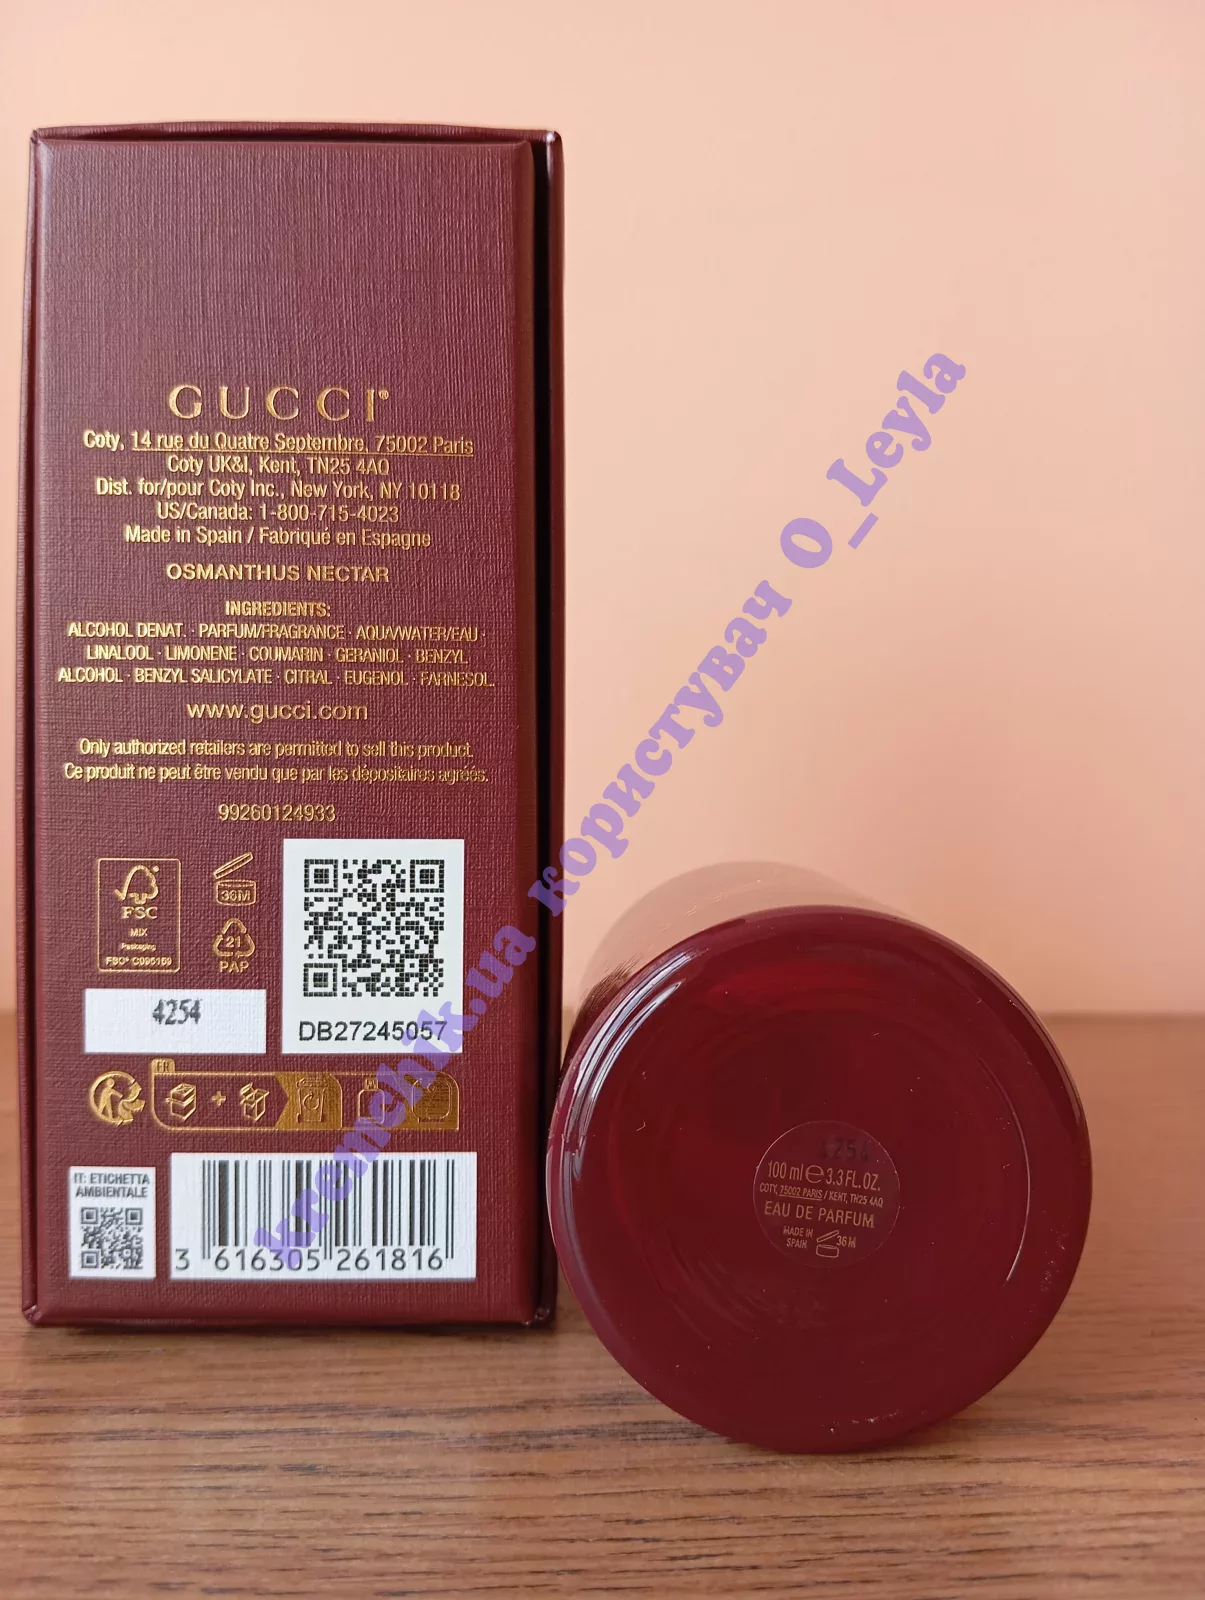 GUCCI®
Coty, 14 rue du Quatre Septembre, 75002 Paris
Coty UK&I, Kent, TN25 4AQ
Dist. for/pour Coty Inc., New York, NY 10118
US/Canada: 1-800-715-4023
Made in Spain / Fabriqué en Espagne
OSMANTHUS NECTAR
INGREDIENTS:
ALCOHOL DENAT. · PARFUM/FRAGRANCE · AQUA/WATER/EAU ·
LINALOOL · LIMONENE · COUMARIN · GERANIOL · BENZYL
ALCOHOL · BENZYL SALICYLATE · CITRAL · EUGENOL · FARNESOL.
www.gucci.com
Only authorized retailers are permitted to sell this product.
Ce produit ne peut être vendu que par les dépositaires agréés.
99260124933
FSC
MIX
Packaging
FSC® C095169
36M
21
PAP
DB27245057
4254
FR
IT: ETICHETTA
AMBIENTALE
3 616305 261816
4254
100 ml e 3.3 FL.OZ.
COTY, 75002 PARIS / KENT, TN25 4AQ
EAU DE PARFUM
MADE IN
SPAIN
36M
kremchik.ua користувач O_Leyla